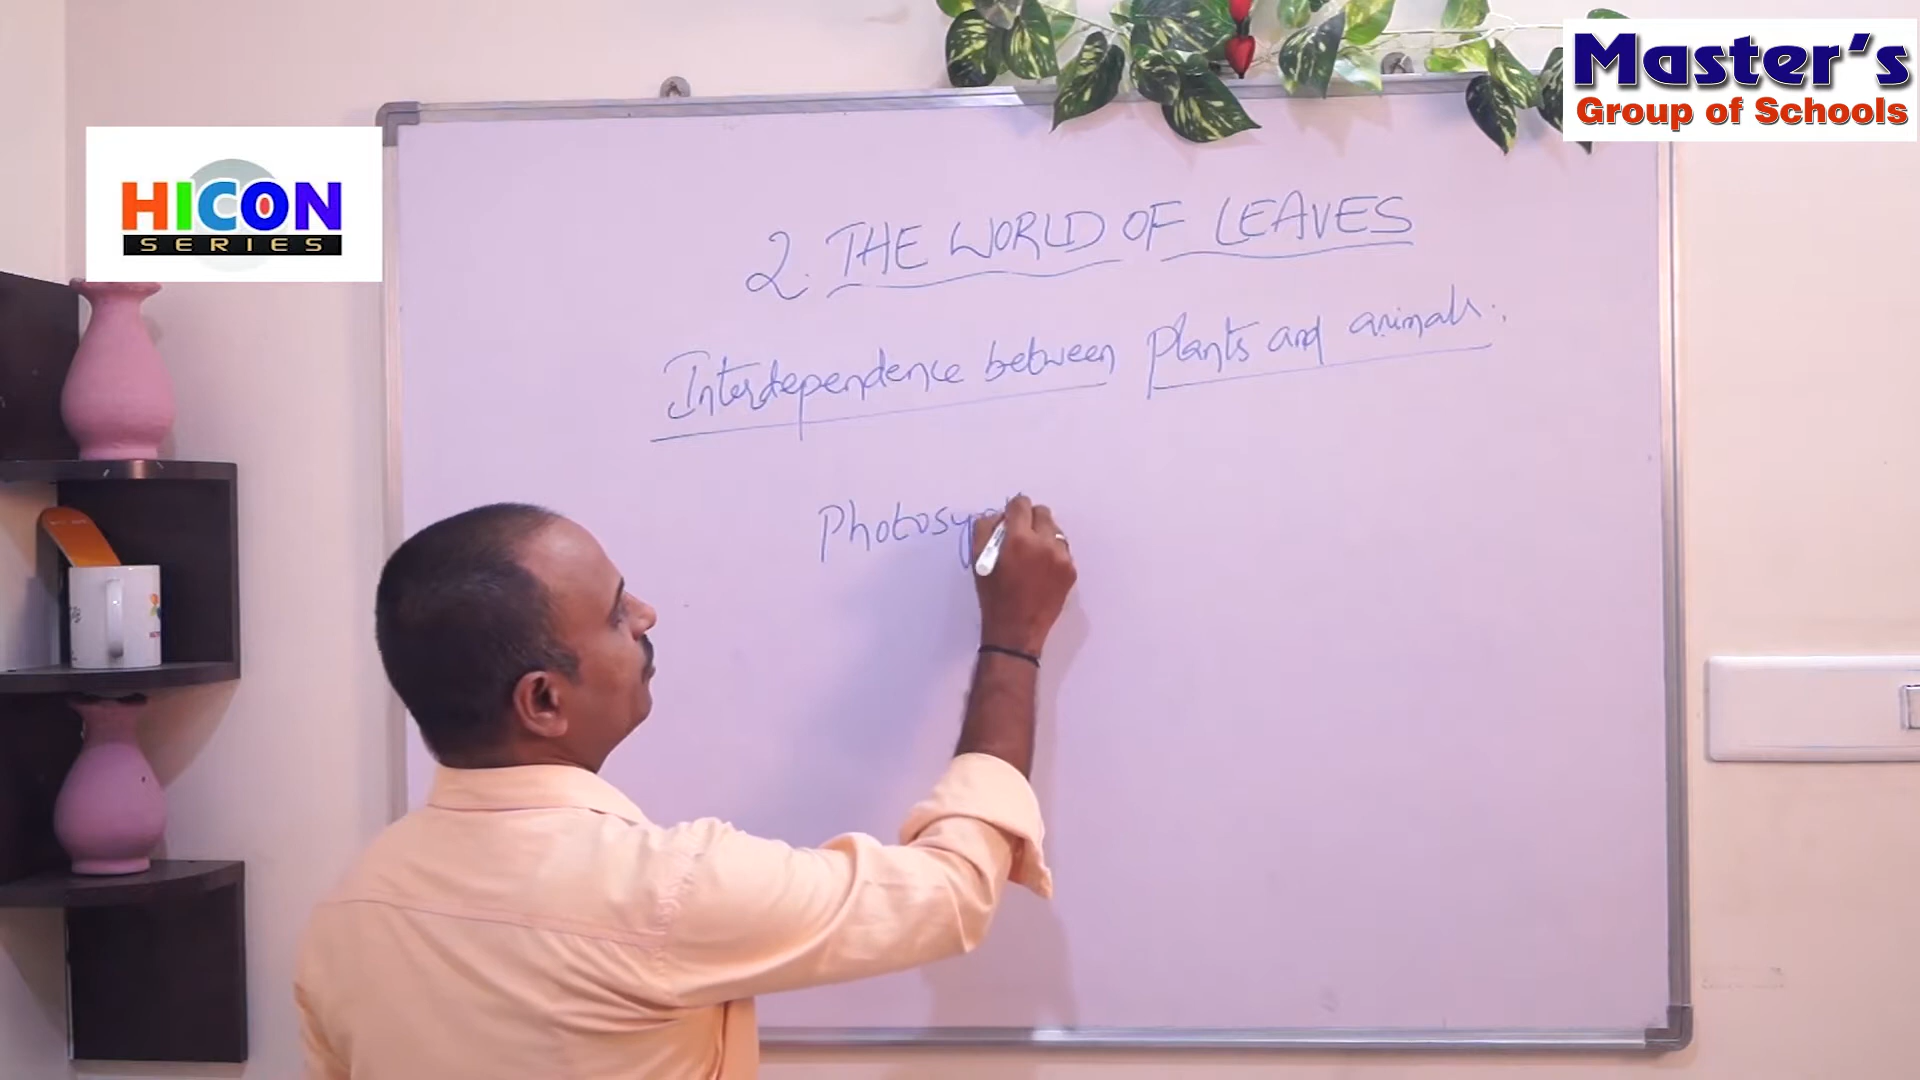 Master's
Group of Schools
HICON
SERIES
2. THE WORLD OF LEAVES
Interdependence between plants and animals.
Photosy